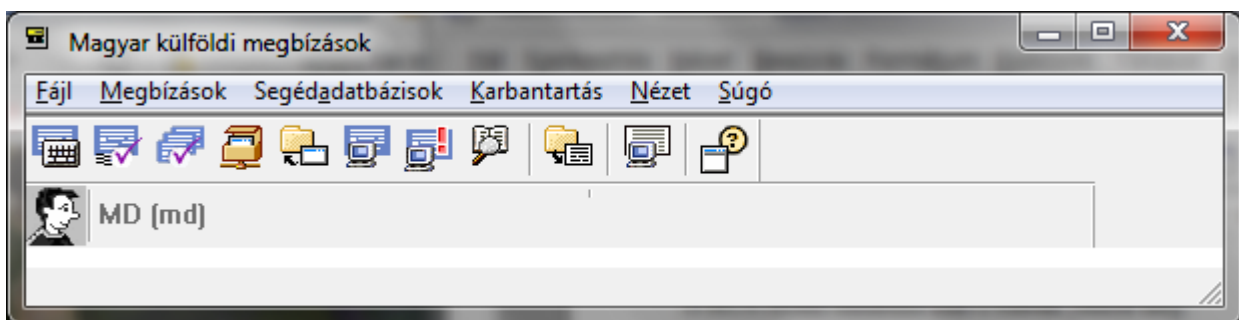 Magyar külföldi megbízások
Fájl Megbízások Segédadatbázisok Karbantartás Nézet Súgó
MD (md)